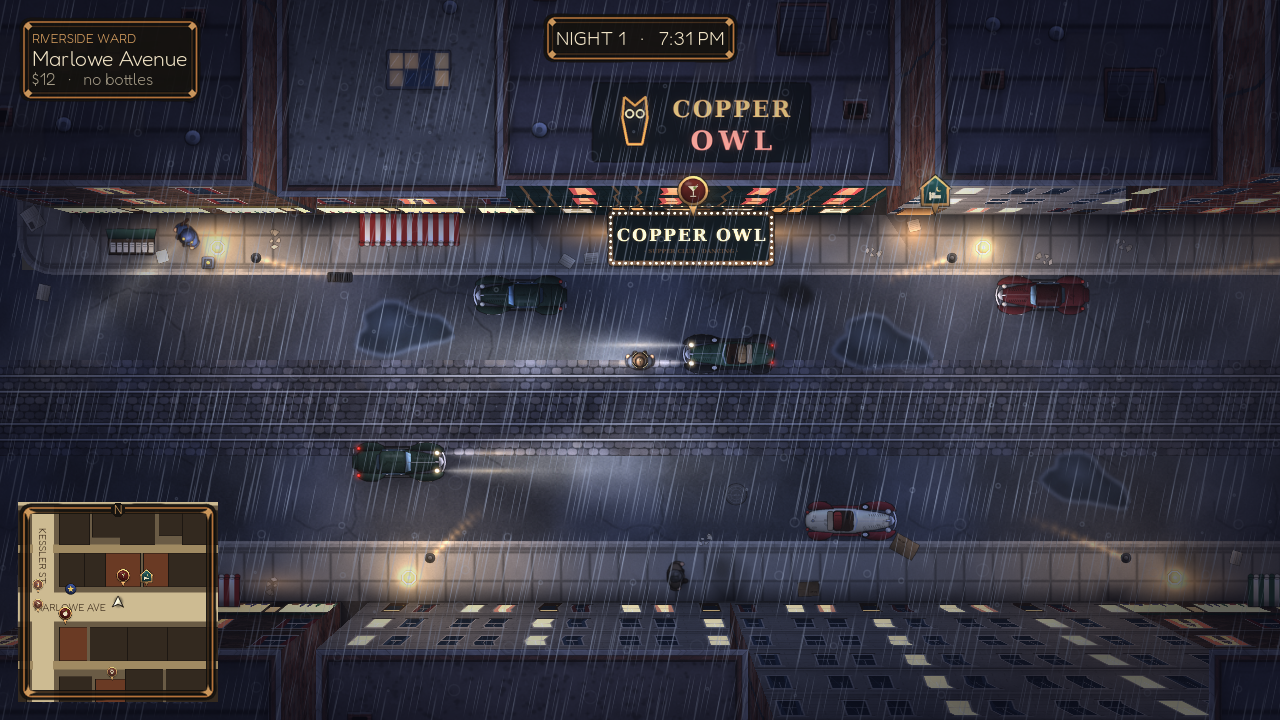 RIVERSIDE WARD
Marlowe Avenue
$12 · no bottles
NIGHT 1 · 7:31 PM
COPPER
OWL
COPPER OWL
N
KESSLER ST
MARLOWE AVE